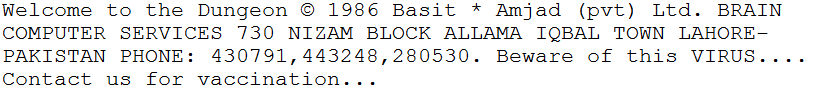 Welcome to the Dungeon © 1986 Basit * Amjad (pvt) Ltd. BRAIN
COMPUTER SERVICES 730 NIZAM BLOCK ALLAMA IQBAL TOWN LAHORE-
PAKISTAN PHONE: 430791,443248,280530. Beware of this VIRUS....
Contact us for vaccination...